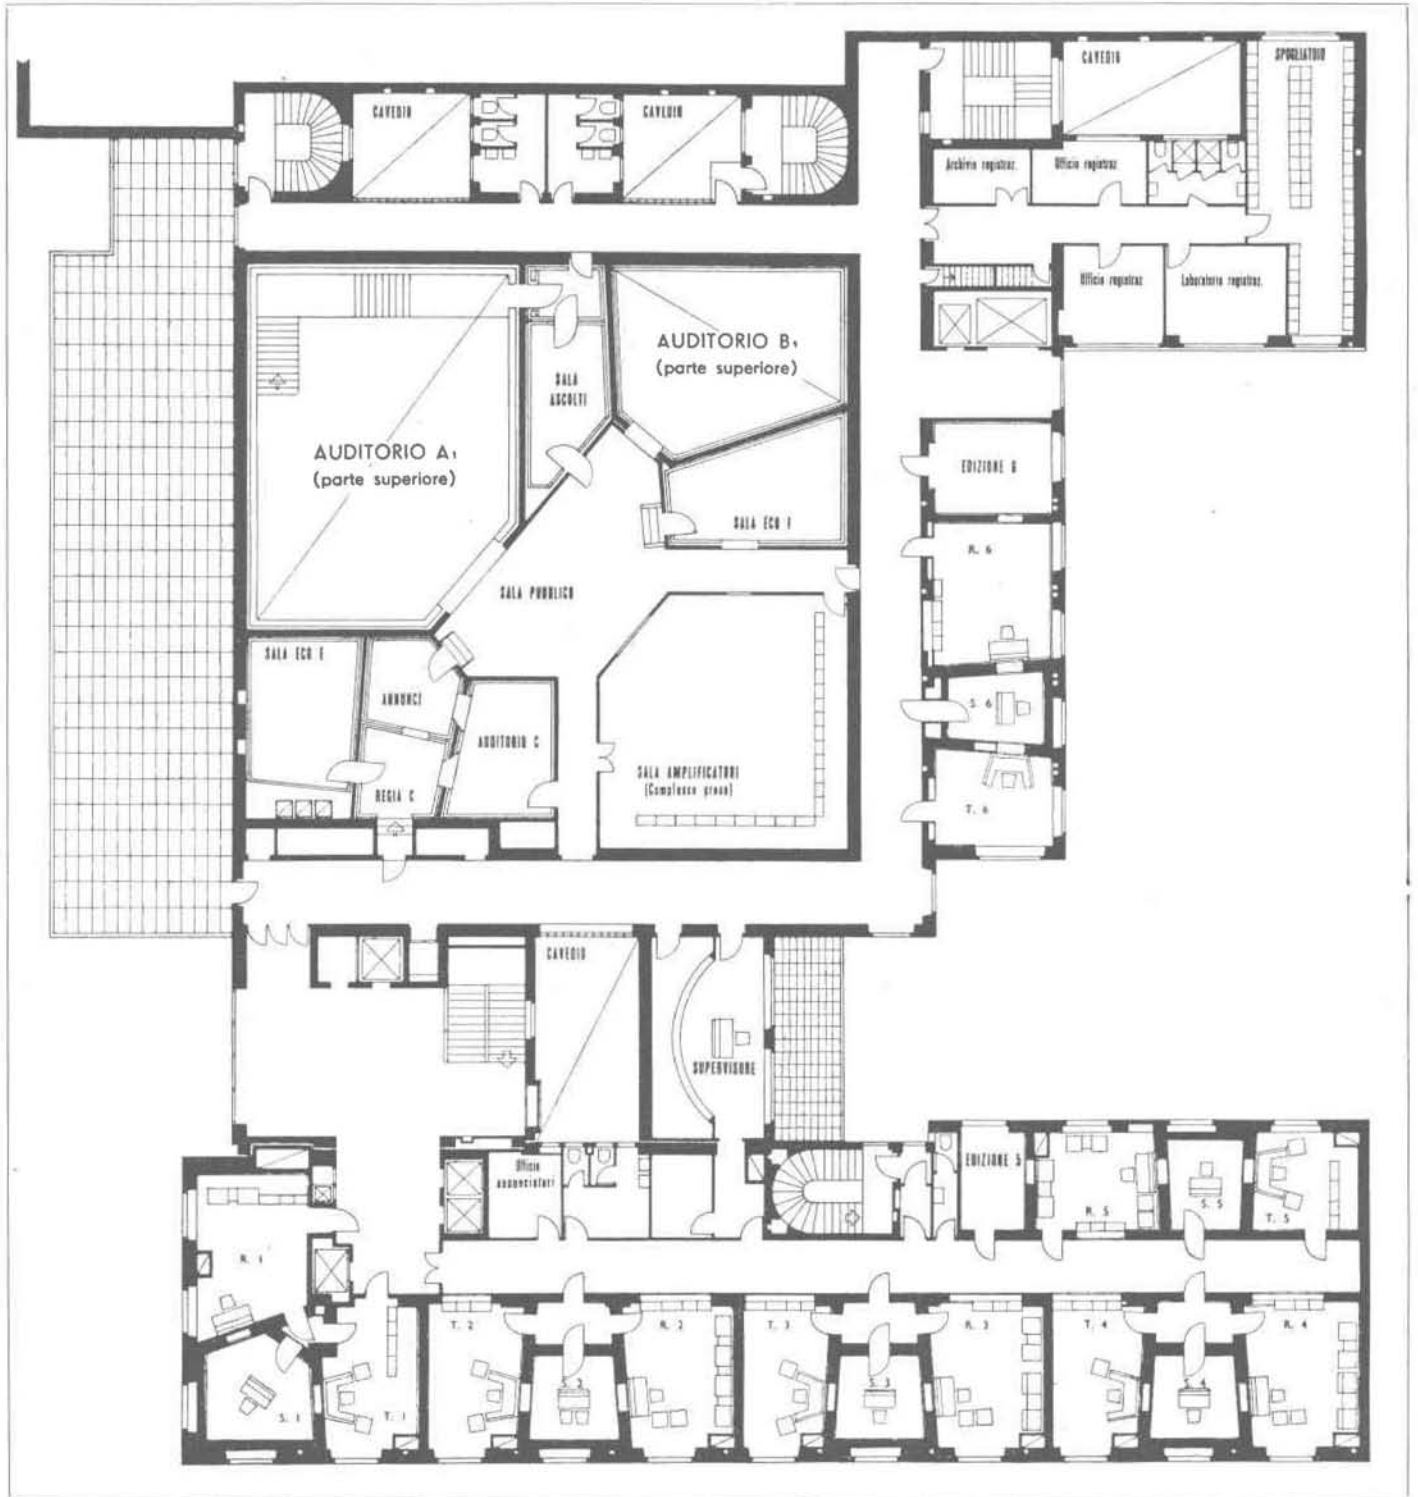 CAVEDIO
CAVEDIO
CAVEDIO
SPOGLIATOIO
Archivio registraz.
Ufficio registraz.
Ufficio registraz
Laboratorio registraz.
AUDITORIO B₁
(parte superiore)
SALA
ASCOLTI
AUDITORIO A₁
(parte superiore)
EDIZIONE 6
SALA ECO F
R. 6
SALA PUBBLICO
SALA ECO E
ANNUNCI
S. 6
AUDITORIO C
SALA AMPLIFICATORI
(Complesso prese)
REGIA C
T. 6
CAVEDIO
SUPERVISORE
Ufficio
annunciatori
EDIZIONE 5
R. 5
S. 5
T. 5
R. 1
T. 2
R. 2
T. 3
R. 3
T. 4
R. 4
S. 2
S. 3
S. 4
S. 1
T. 1